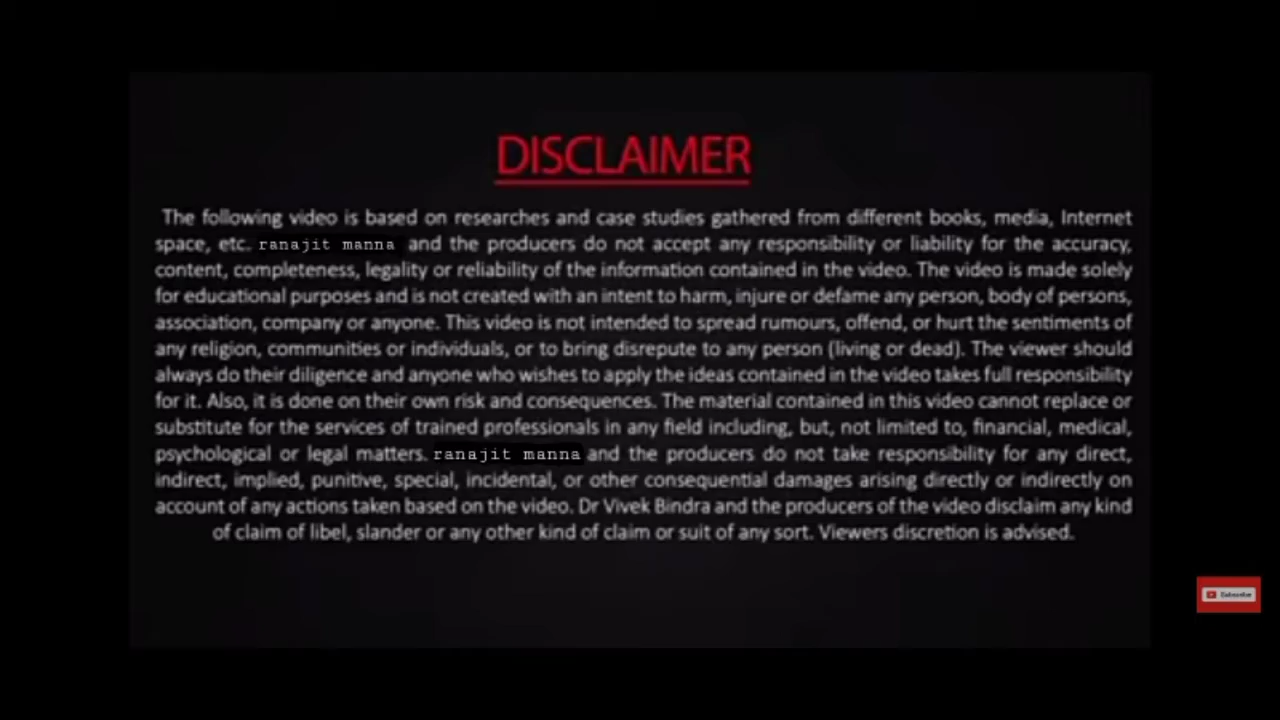 DISCLAIMER
The following video is based on researches and case studies gathered from different books, media, Internet
space, etc. ranajit manna and the producers do not accept any responsibility or liability for the accuracy,
content, completeness, legality or reliability of the information contained in the video. The video is made solely
for educational purposes and is not created with an intent to harm, injure or defame any person, body of persons,
association, company or anyone. This video is not intended to spread rumours, offend, or hurt the sentiments of
any religion, communities or individuals, or to bring disrepute to any person (living or dead). The viewer should
always do their diligence and anyone who wishes to apply the ideas contained in the video takes full responsibility
for it. Also, it is done on their own risk and consequences. The material contained in this video cannot replace or
substitute for the services of trained professionals in any field including, but, not limited to, financial, medical,
psychological or legal matters. ranajit manna and the producers do not take responsibility for any direct,
indirect, implied, punitive, special, incidental, or other consequential damages arising directly or indirectly on
account of any actions taken based on the video. Dr Vivek Bindra and the producers of the video disclaim any kind
of claim of libel, slander or any other kind of claim or suit of any sort. Viewers discretion is advised.
Subscribe